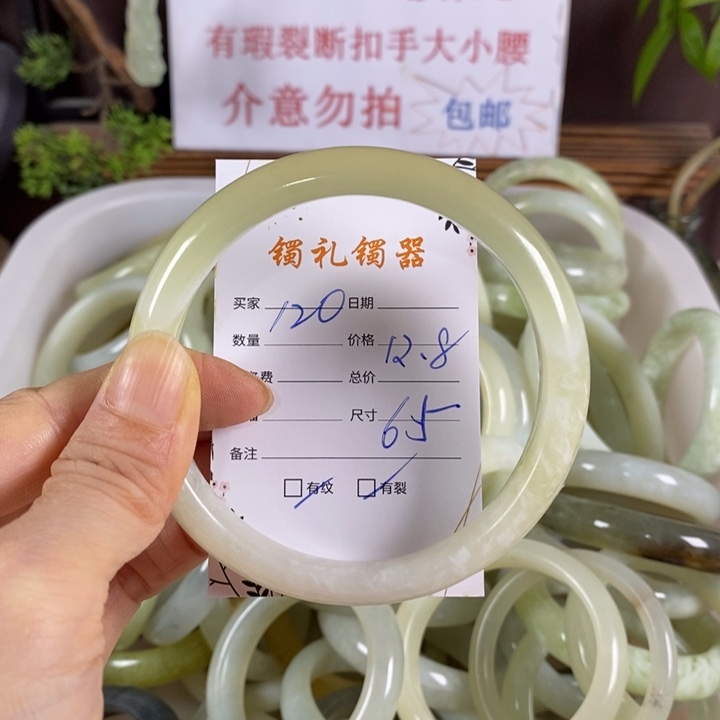 有瑕裂断扣手大小腰
介意勿拍 包邮
镯礼镯器
买家 120 日期
数量 价格 12.8
费 总价
尺寸 65
备注
有纹 有裂